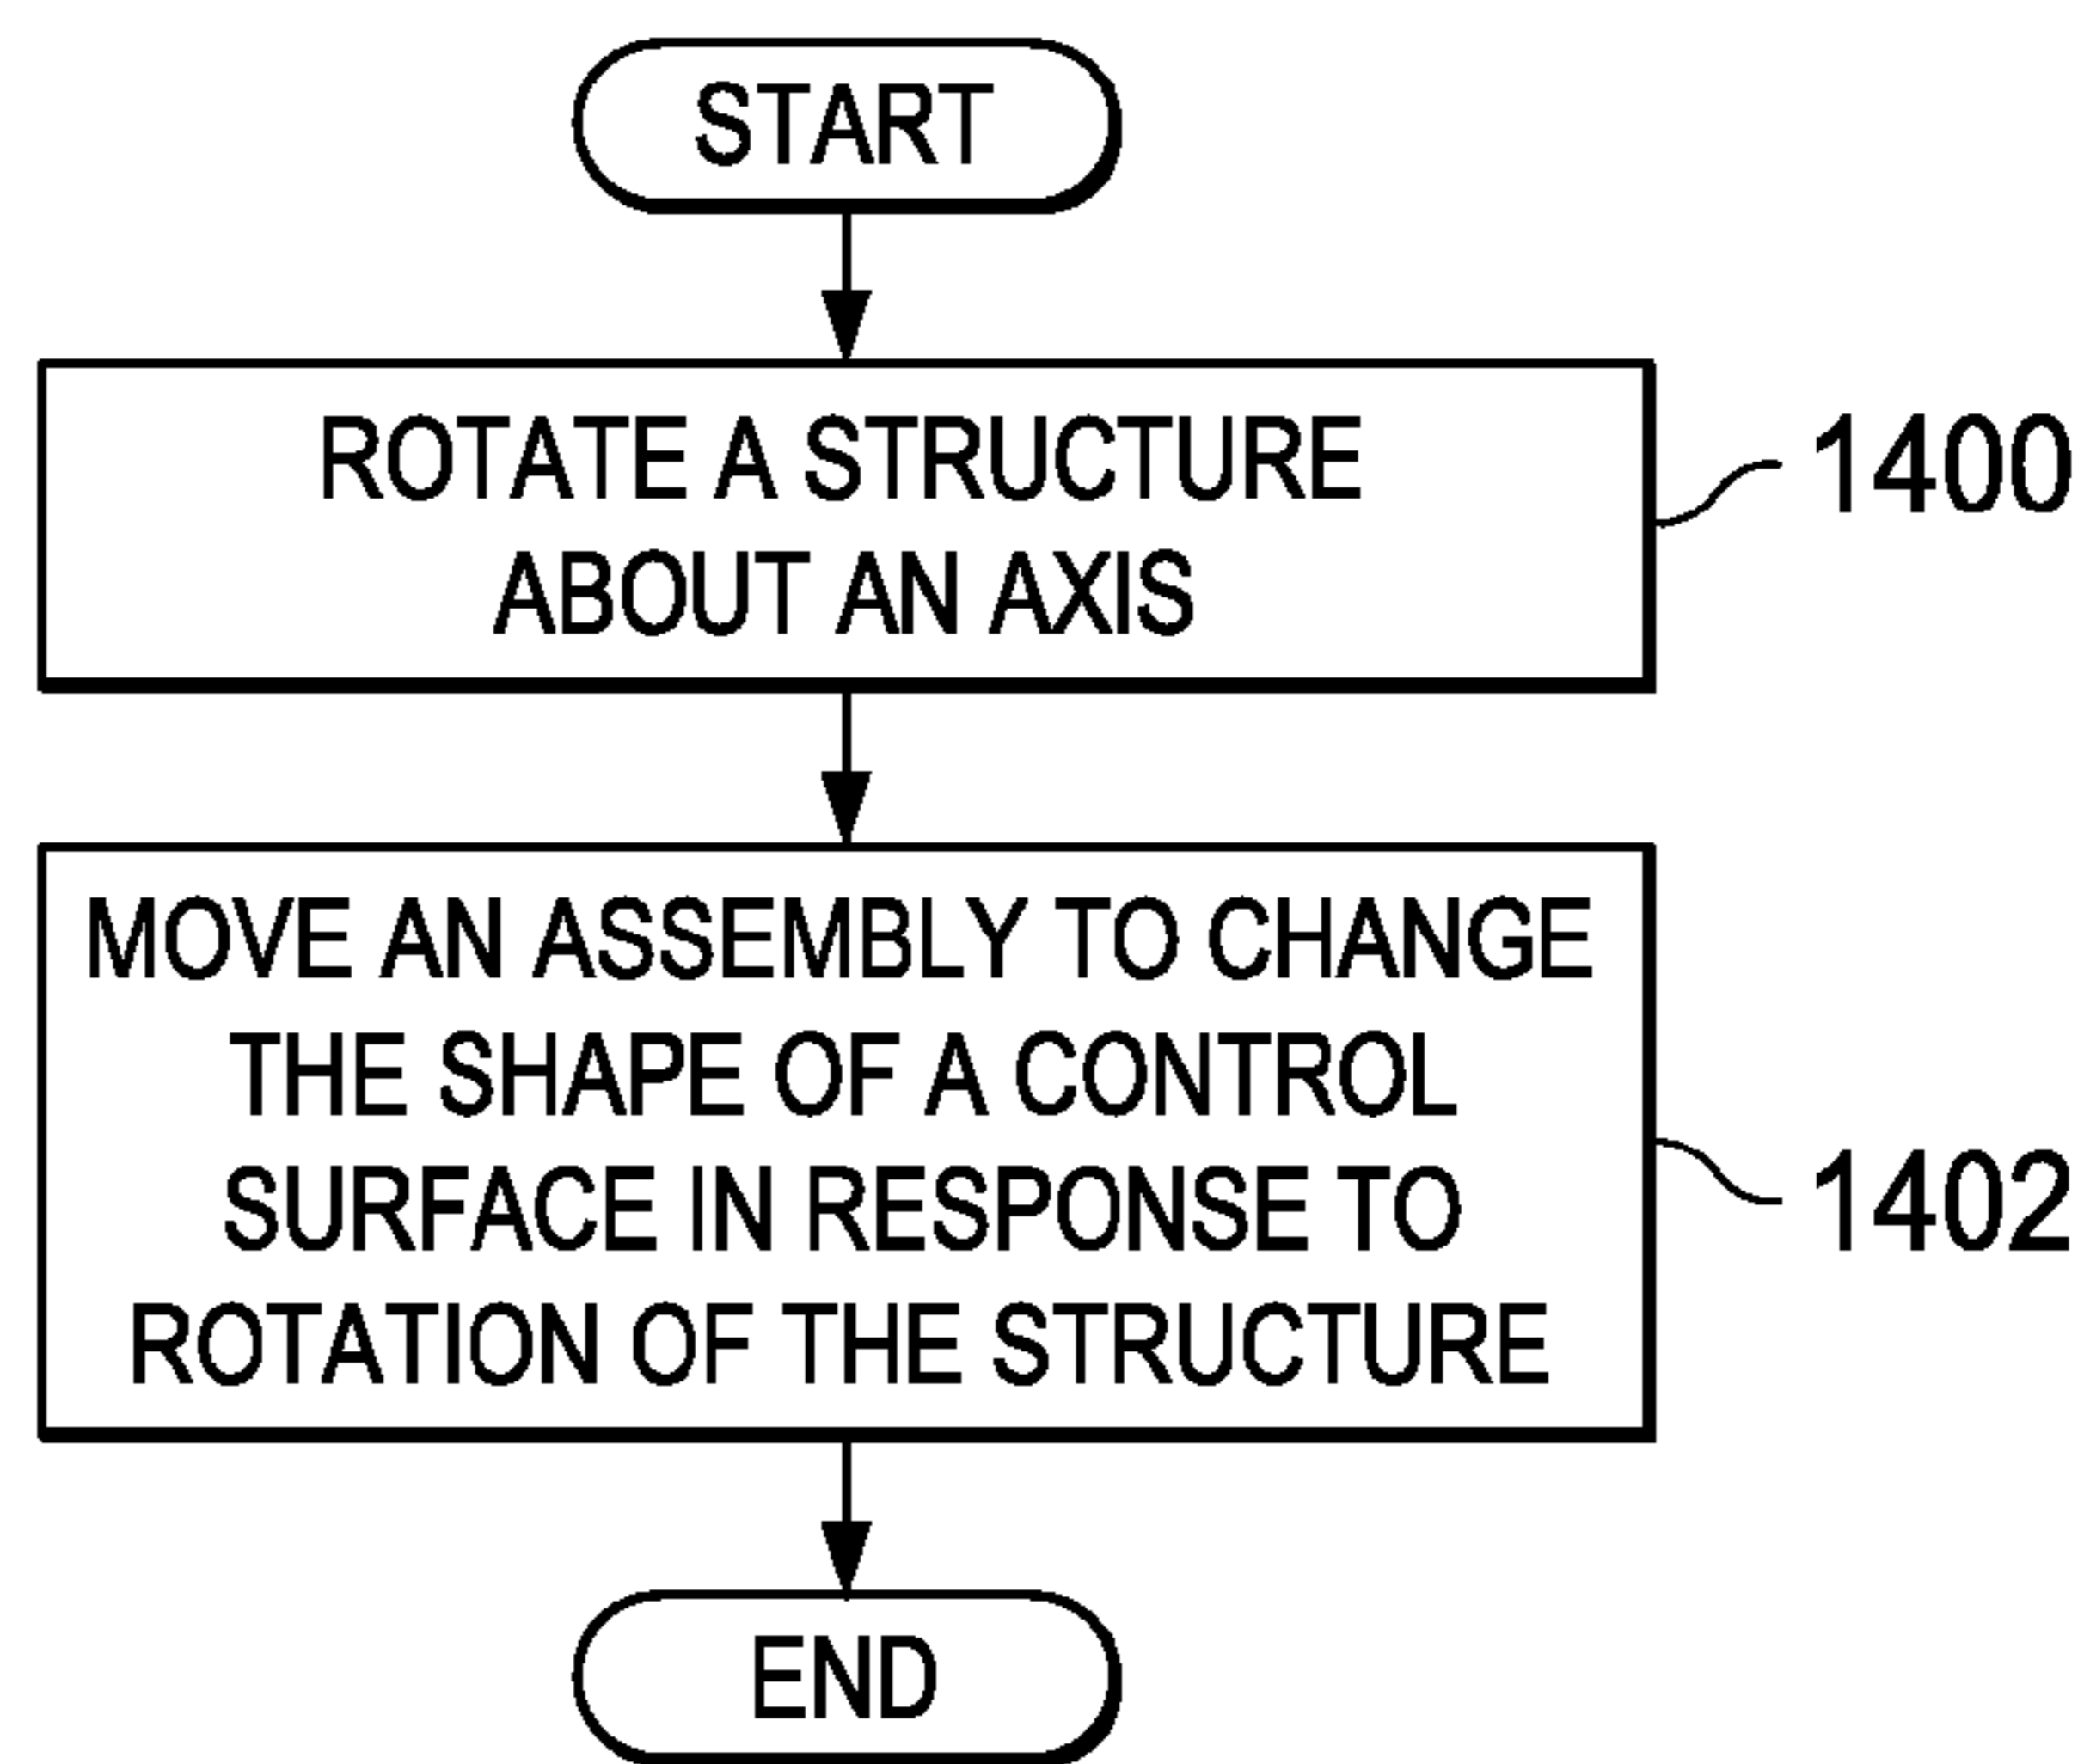 START
ROTATE A STRUCTURE
ABOUT AN AXIS
1400
MOVE AN ASSEMBLY TO CHANGE
THE SHAPE OF A CONTROL
SURFACE IN RESPONSE TO
ROTATION OF THE STRUCTURE
1402
END